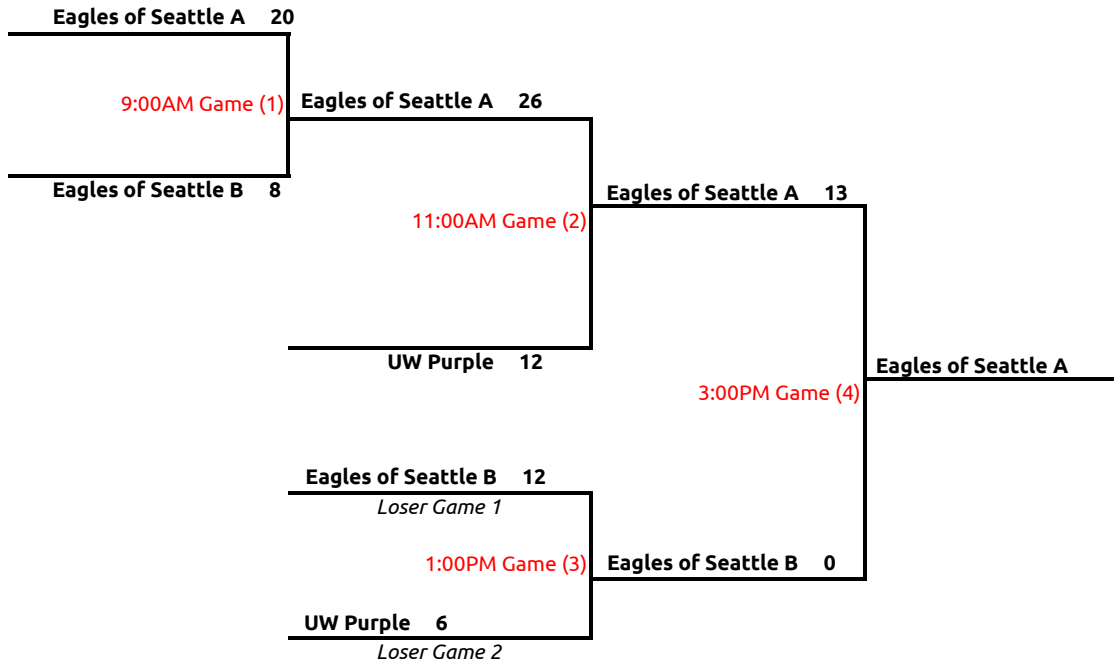 Eagles of Seattle A 20
9:00AM Game (1)
Eagles of Seattle A 26
Eagles of Seattle B 8
Eagles of Seattle A 13
11:00AM Game (2)
UW Purple 12
Eagles of Seattle A
3:00PM Game (4)
Eagles of Seattle B 12
Loser Game 1
1:00PM Game (3)
Eagles of Seattle B 0
UW Purple 6
Loser Game 2